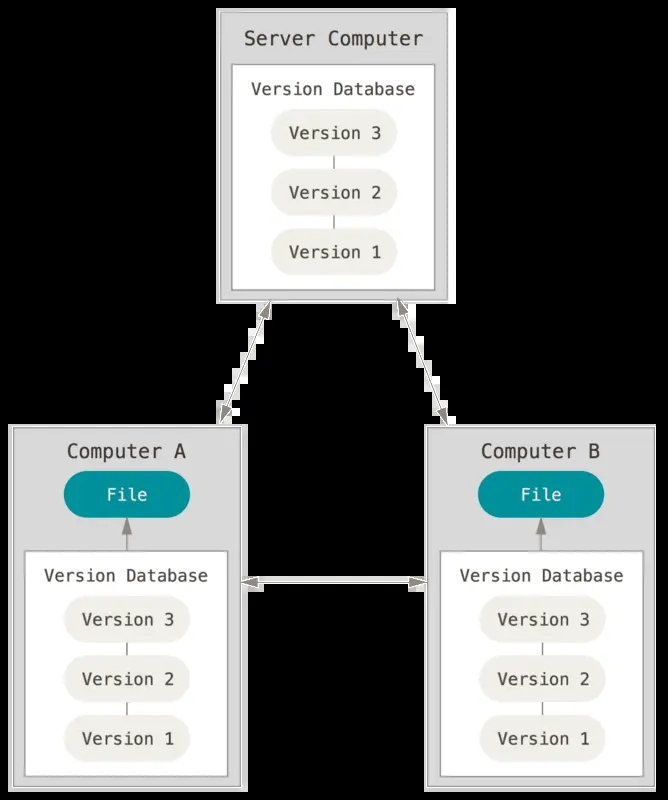 Server Computer
Version Database
Version 3
Version 2
Version 1
Computer A
File
Version Database
Version 3
Version 2
Version 1
Computer B
File
Version Database
Version 3
Version 2
Version 1